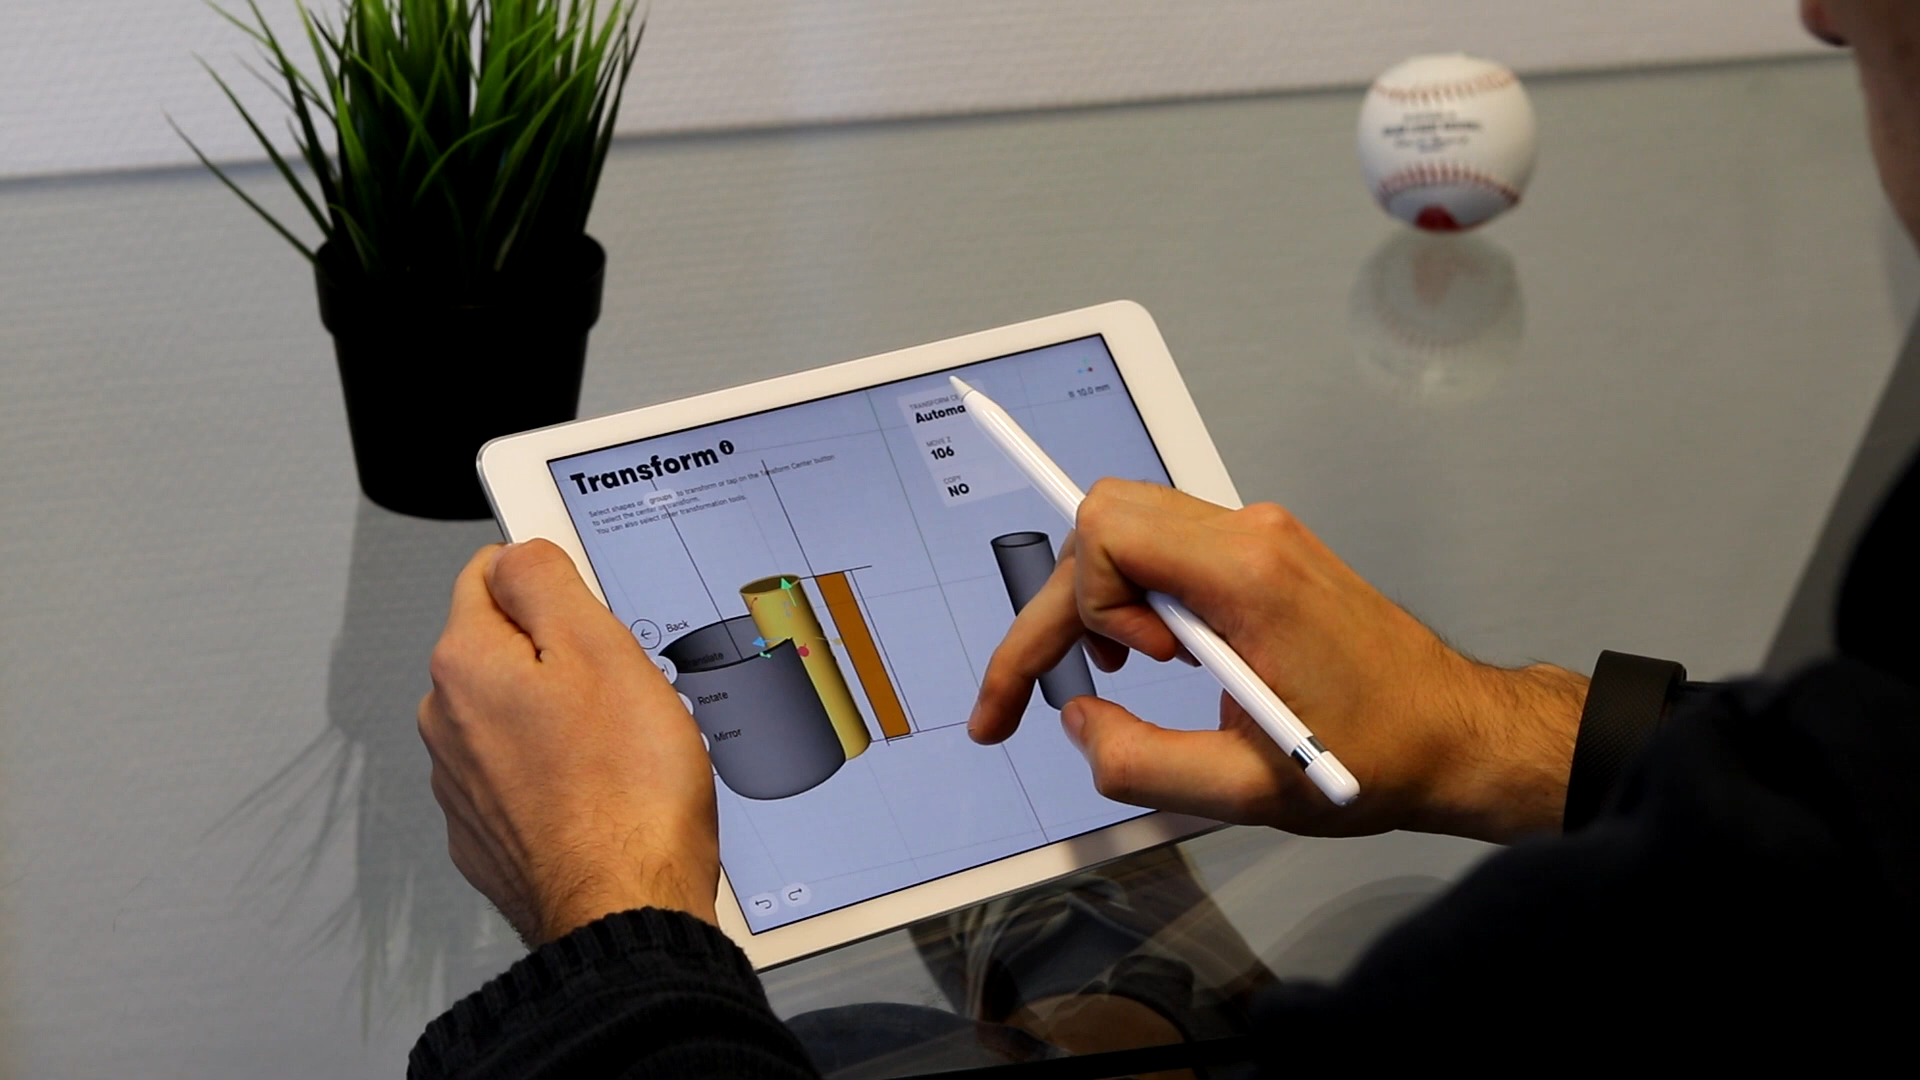 Transform
Select shapes or groups to transform or tap on the Transform Center button
to select the center of transform.
You can also select other transformation tools.
TRANSFORM CE
Automa
MOVE Z
106
COPY
NO
10.0 mm
Back
Translate
Rotate
Mirror